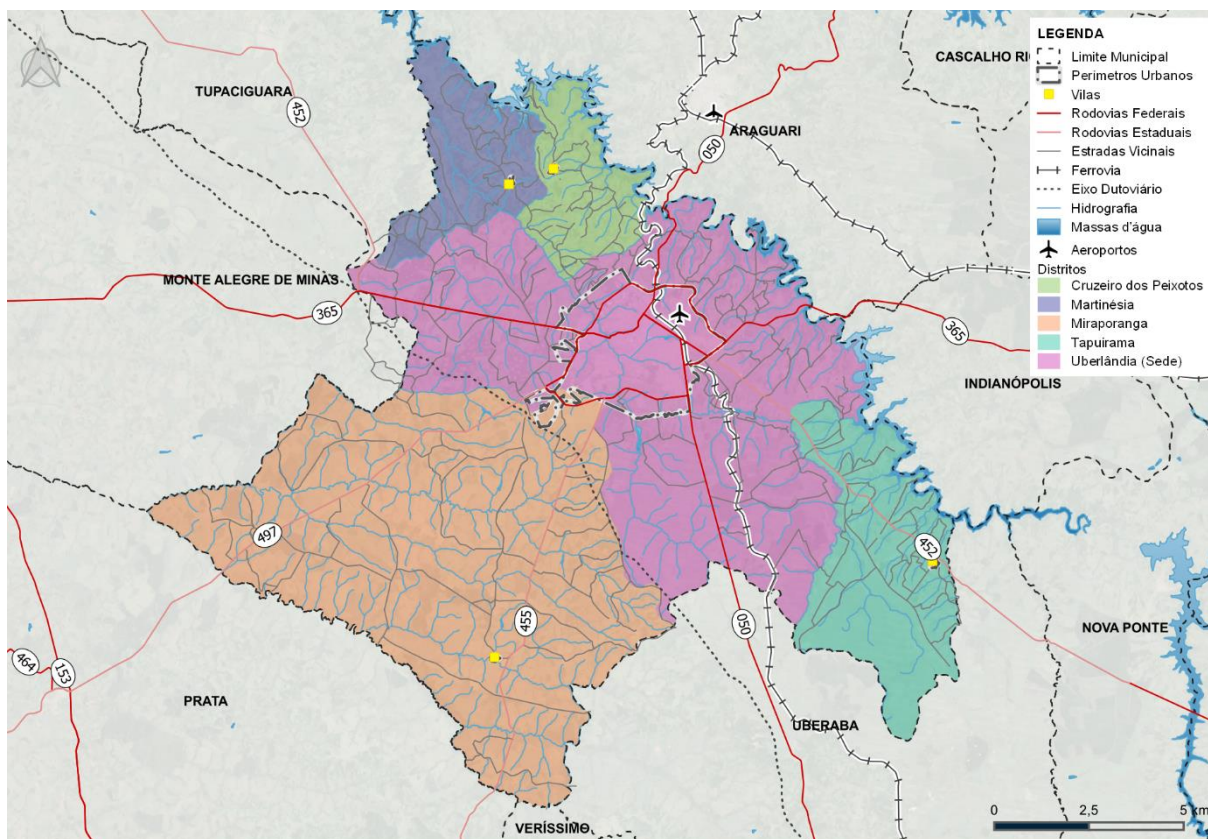 LEGENDA
Limite Municipal
Perimetros Urbanos
Vilas
Rodovias Federais
Rodovias Estaduais
Estradas Vicinais
Ferrovia
Eixo Dutoviário
Hidrografia
Massas d'água
Aeroportos
Distritos
Cruzeiro dos Peixotos
Martinésia
Miraporanga
Tapuirama
Uberlândia (Sede)
CASCALHO RI
TUPACIGUARA
452
ARAGUARI
050
MONTE ALEGRE DE MINAS
365
365
INDIANÓPOLIS
497
452
455
050
NOVA PONTE
464
153
PRATA
UBERABA
VERÍSSIMO
0 2,5 5 km